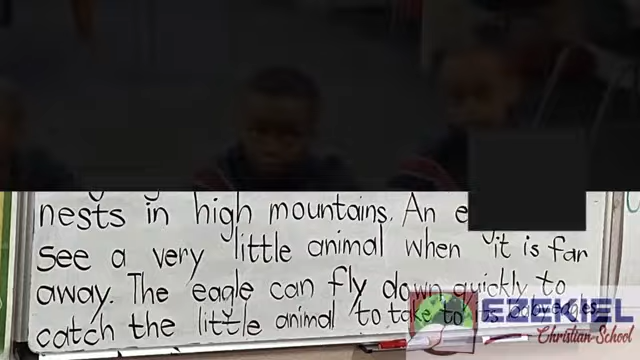 nests in high mountains. An e
see a very little animal when it is far
away. The eagle can fly down quickly to
catch the little animal to take to its
EZEKIEL
Christian-School